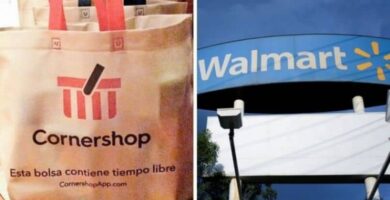 Cornershop
Esta bolsa contiene tiempo libre
CornershopApp.com
Walmart